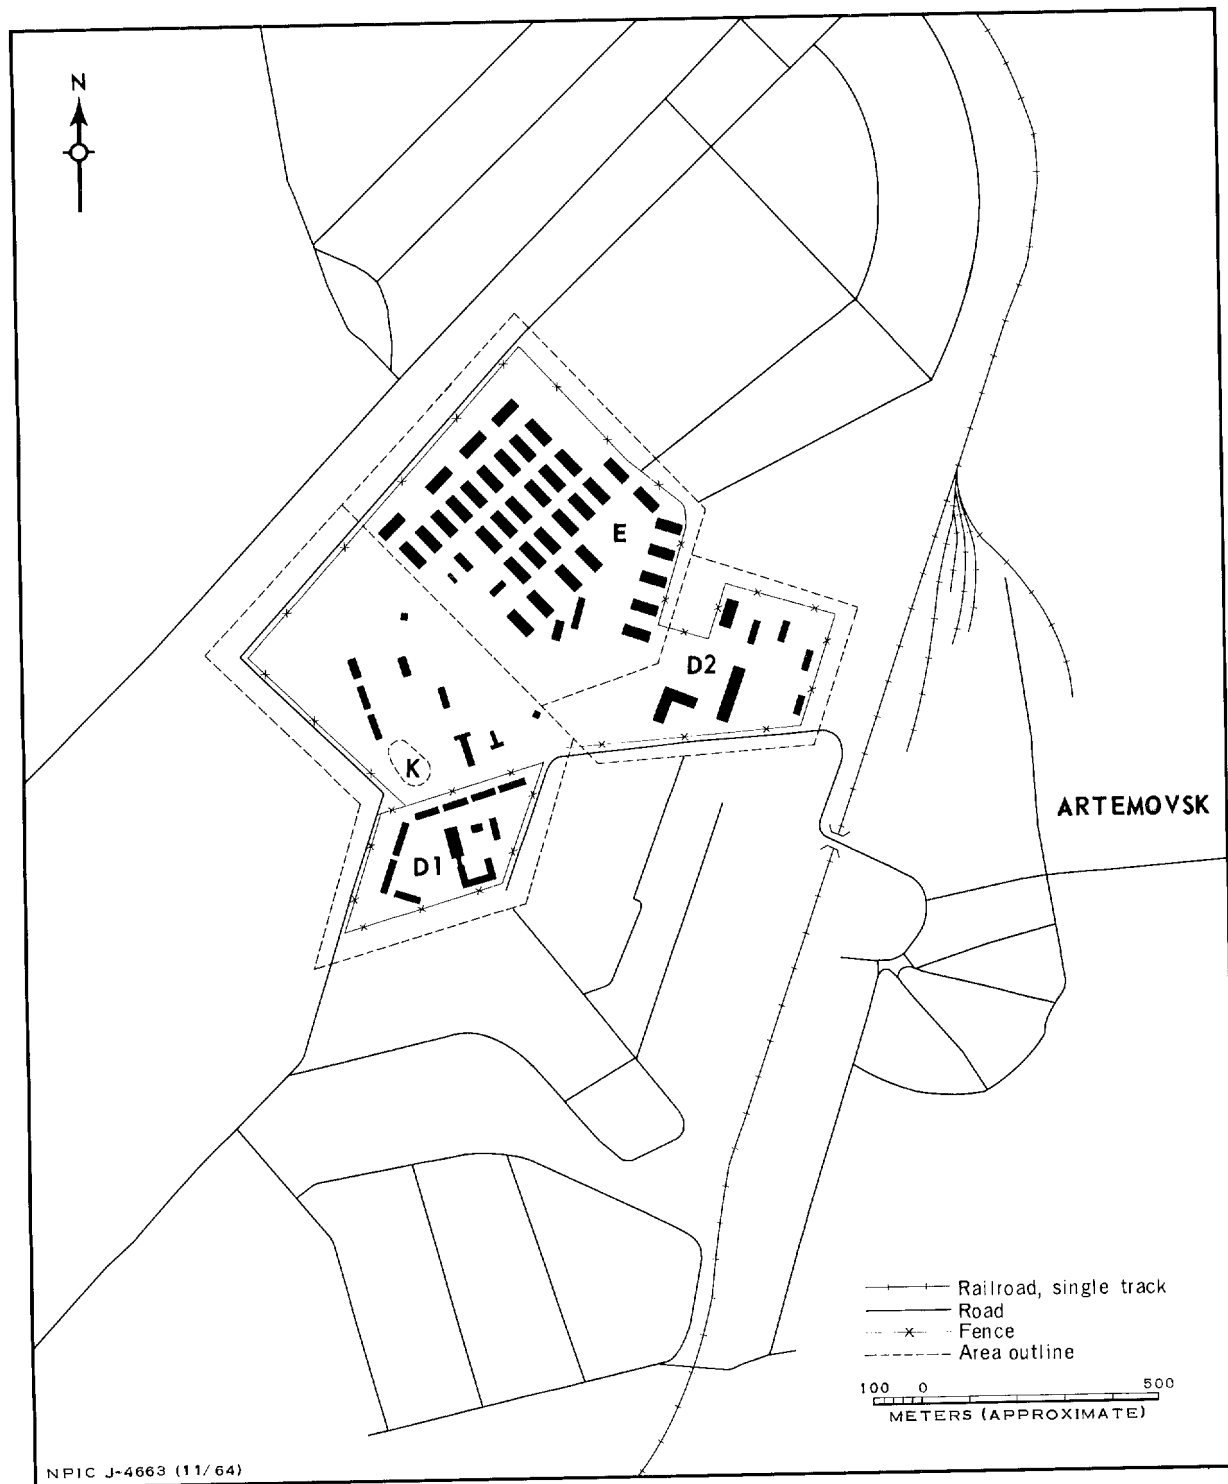 N
E
D2
K
D1
ARTEMOVSK
Railroad, single track
Road
Fence
Area outline
100 0 500
METERS (APPROXIMATE)
NPIC J-4663 (11/64)